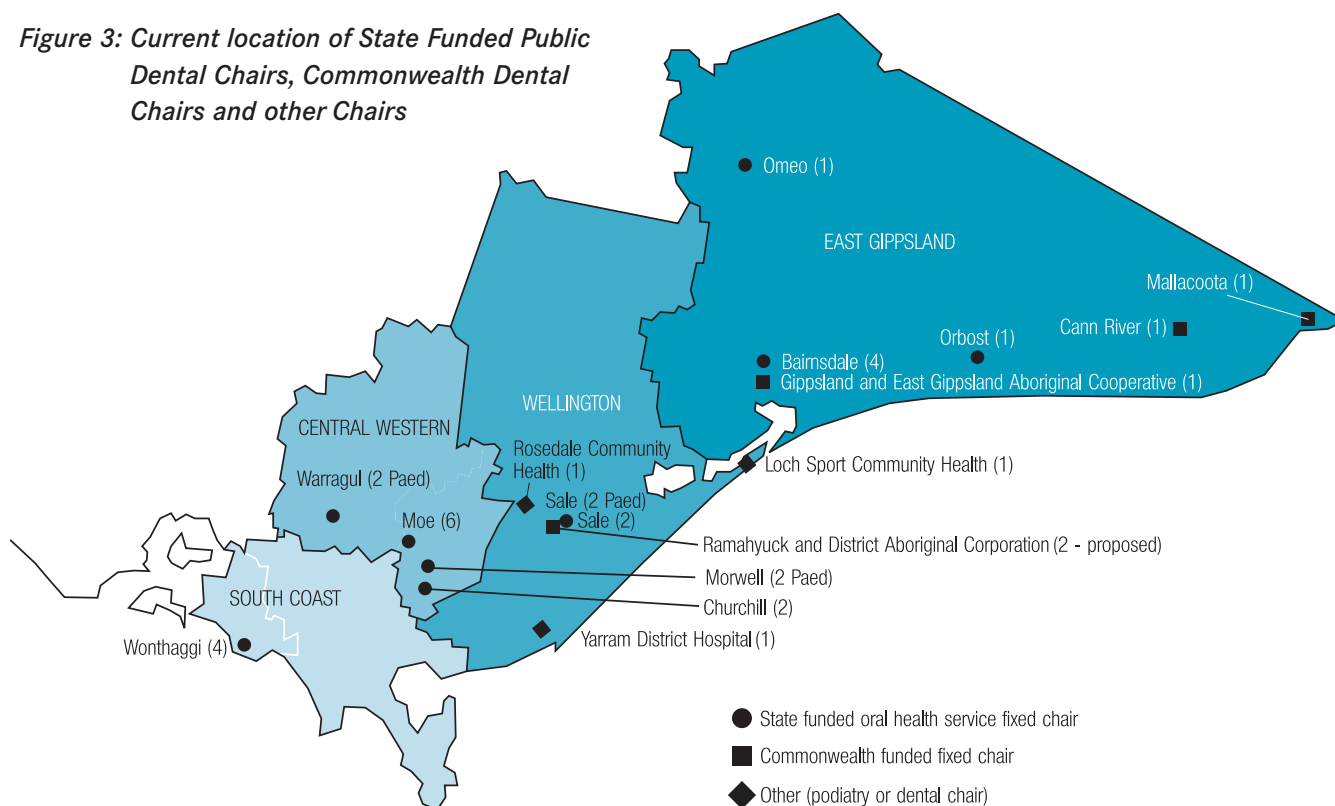 Figure 3: Current location of State Funded Public
Dental Chairs, Commonwealth Dental
Chairs and other Chairs
Omeo (1)
EAST GIPPSLAND
Mallacoota (1)
Cann River (1)
Orbost (1)
Bairnsdale (4)
Gippsland and East Gippsland Aboriginal Cooperative (1)
WELLINGTON
CENTRAL WESTERN
Rosedale Community
Health (1)
Loch Sport Community Health (1)
Warragul (2 Paed)
Sale (2 Paed)
Sale (2)
Moe (6)
Ramahyuck and District Aboriginal Corporation (2 - proposed)
Morwell (2 Paed)
SOUTH COAST
Churchill (2)
Wonthaggi (4)
Yarram District Hospital (1)
State funded oral health service fixed chair
Commonwealth funded fixed chair
Other (podiatry or dental chair)